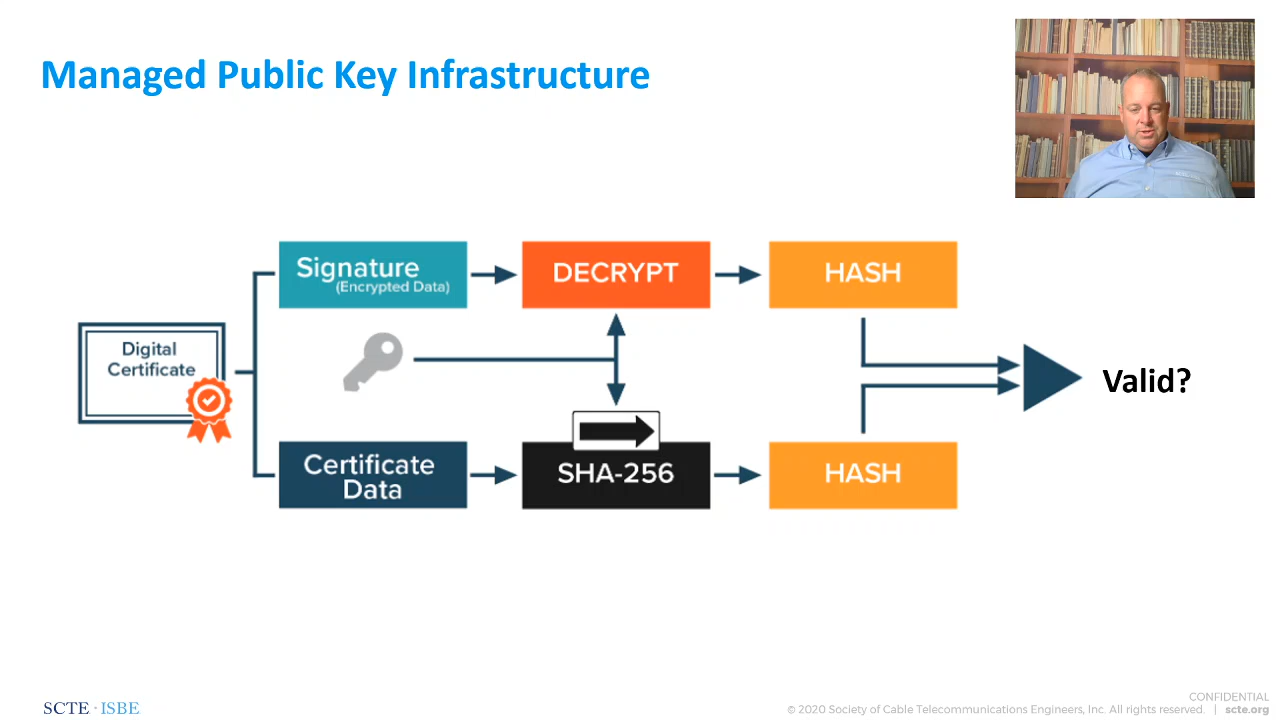 Managed Public Key Infrastructure
Signature
(Encrypted Data)
DECRYPT
HASH
Digital
Certificate
Valid?
Certificate
Data
SHA-256
HASH
SCTE · ISBE
CONFIDENTIAL
© 2020 Society of Cable Telecommunications Engineers, Inc. All rights reserved. | scte.org